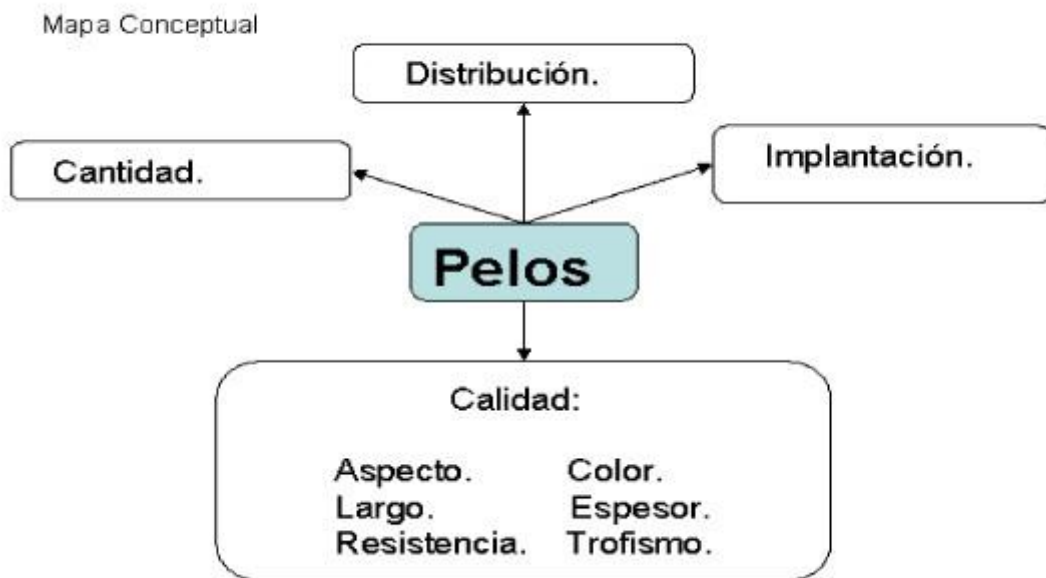 Mapa Conceptual
Distribución.
Cantidad.
Implantación.
Pelos
Calidad:
Aspecto. Color.
Largo. Espesor.
Resistencia. Trofismo.